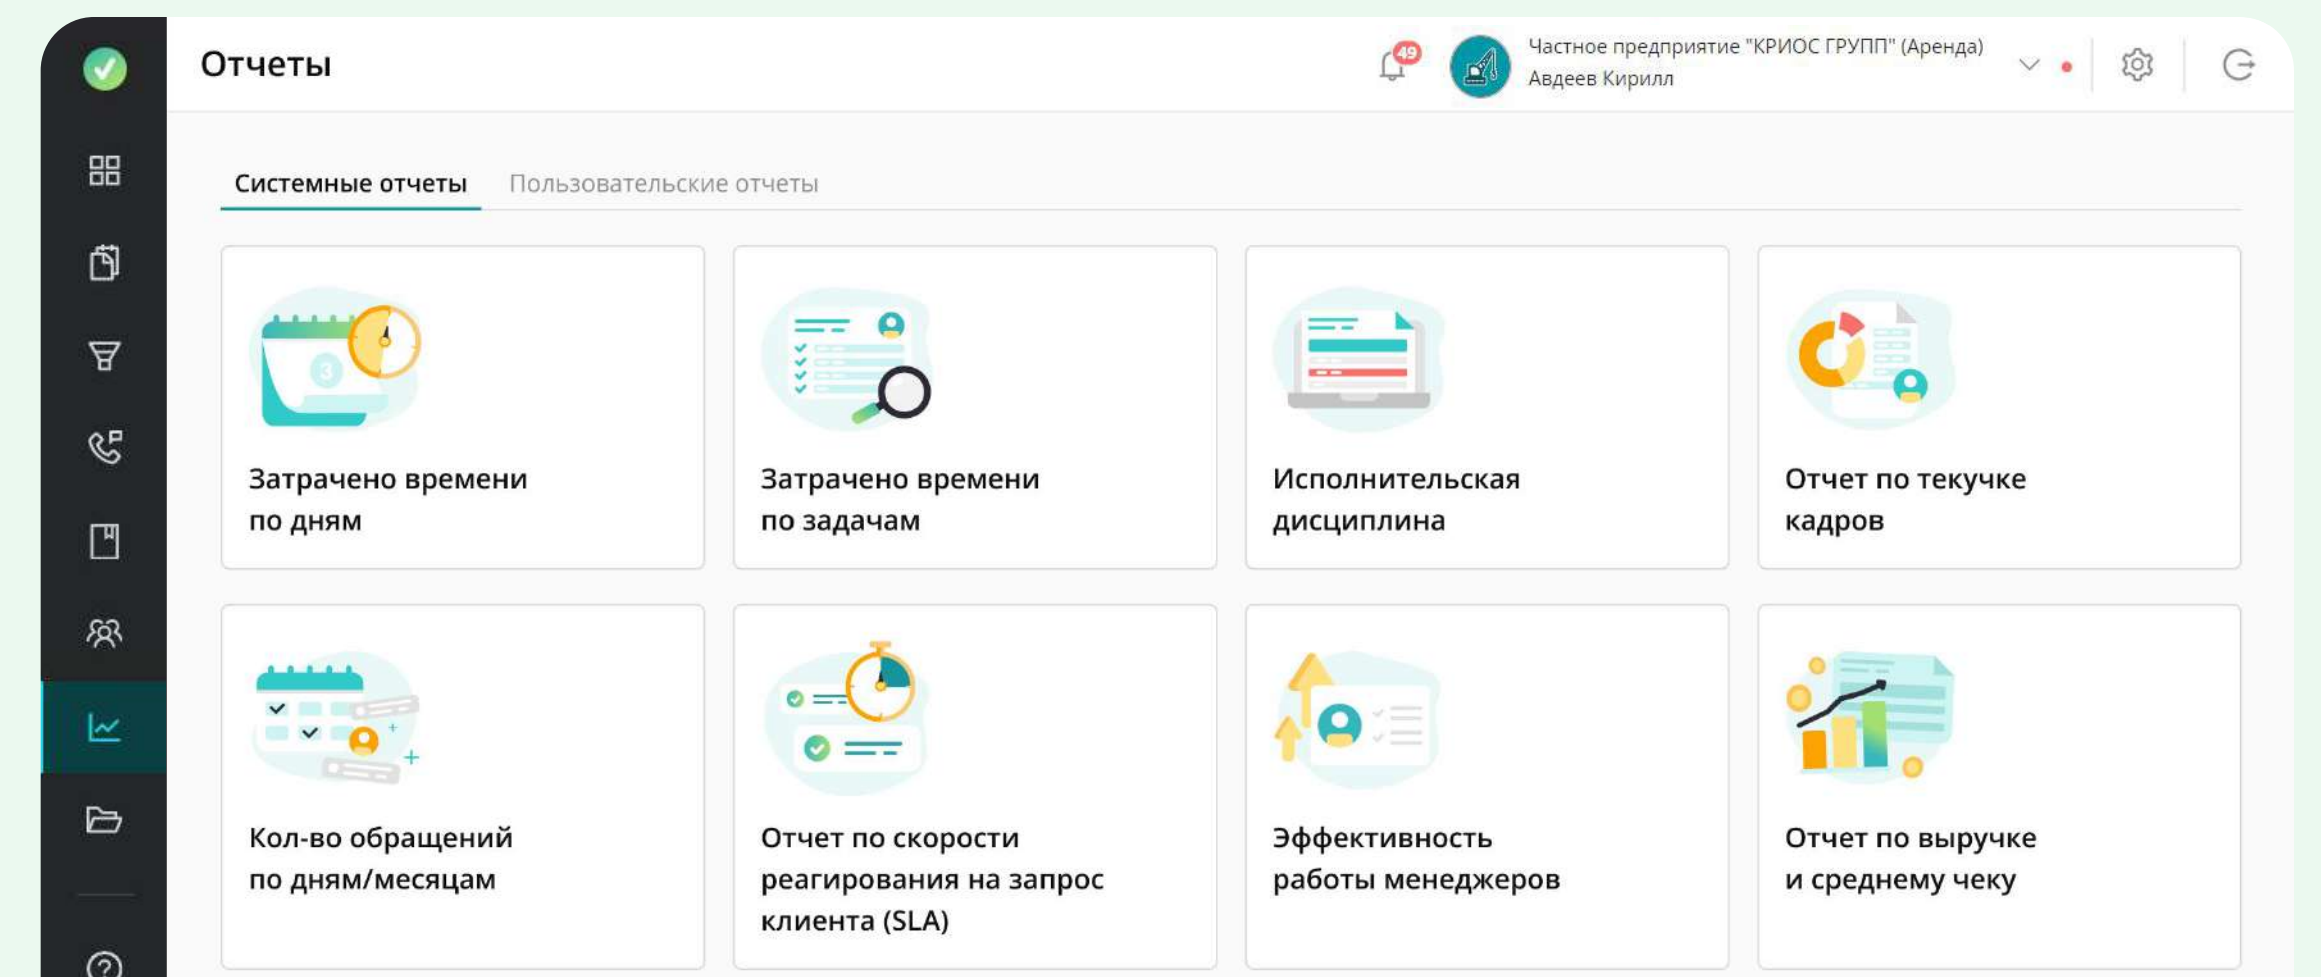 Отчеты
49
Частное предприятие "КРИОС ГРУПП" (Аренда)
Авдеев Кирилл
Системные отчеты
Пользовательские отчеты
3
Затрачено времени
по дням
Затрачено времени
по задачам
Исполнительская
дисциплина
Отчет по текучке
кадров
Кол-во обращений
по дням/месяцам
Отчет по скорости
реагирования на запрос
клиента (SLA)
Эффективность
работы менеджеров
Отчет по выручке
и среднему чеку